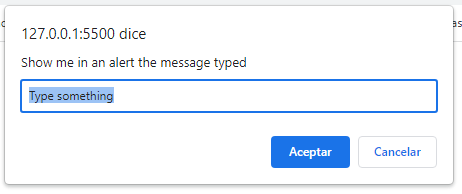 127.0.0.1:5500 dice
Show me in an alert the message typed
Type something
Aceptar Cancelar